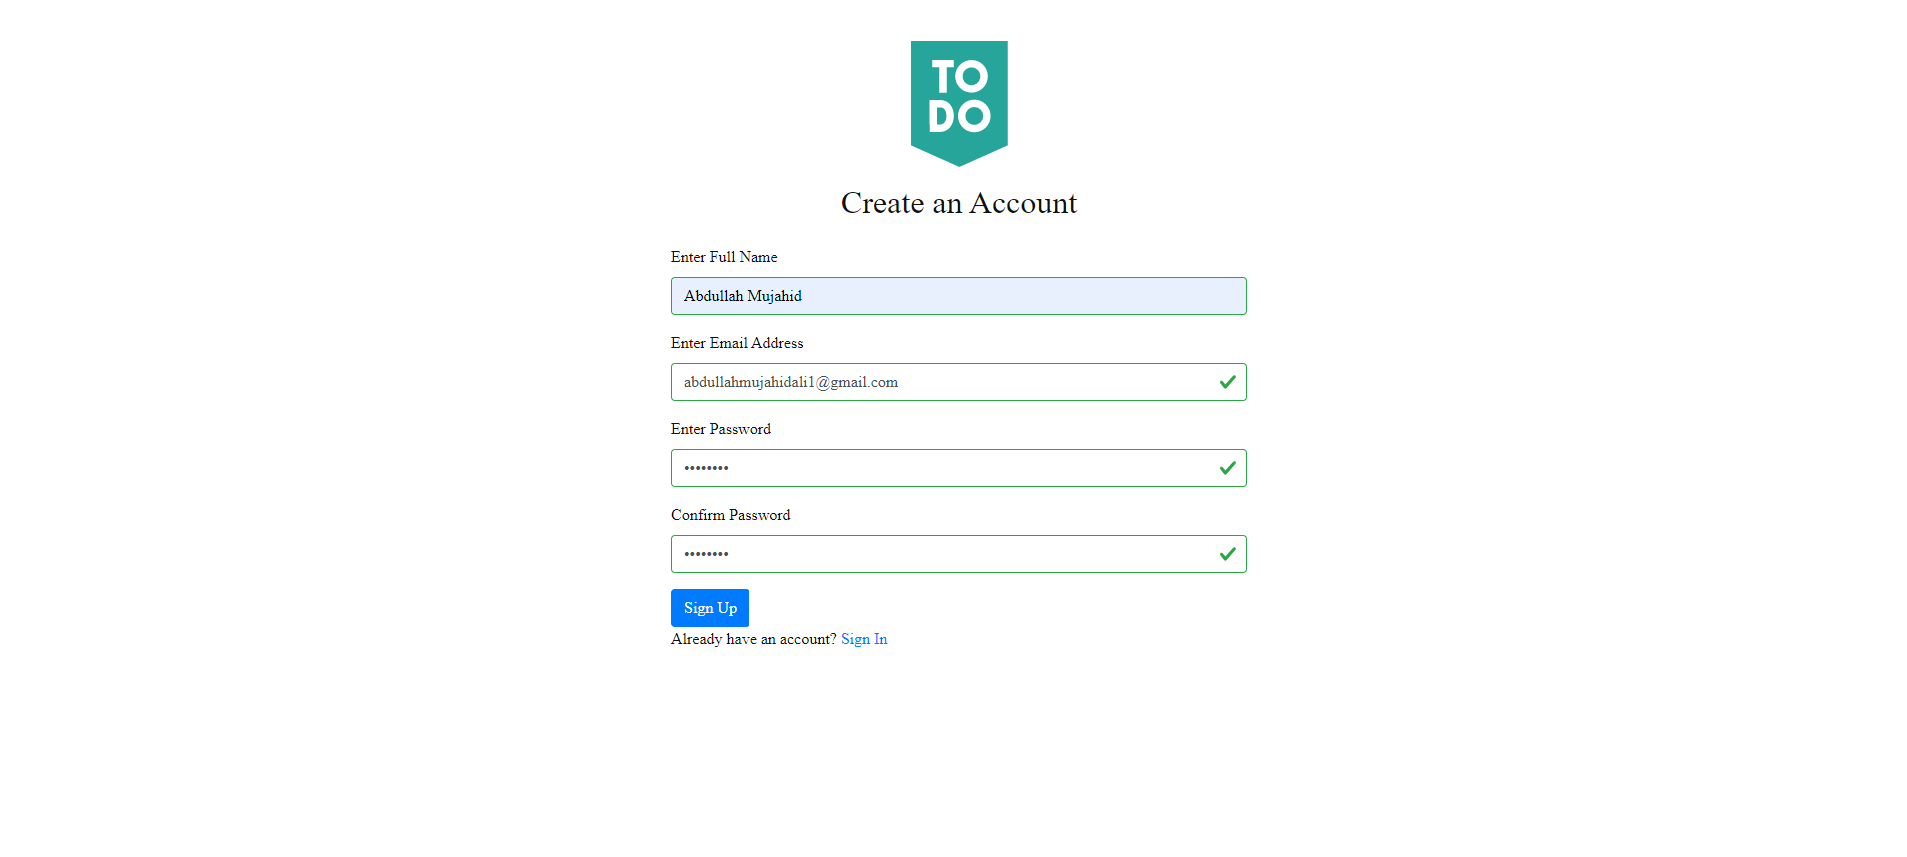 TO
DO
Create an Account
Enter Full Name
Abdullah Mujahid
Enter Email Address
abdullahmujahidali1@gmail.com
Enter Password
••••••••
Confirm Password
••••••••
Sign Up
Already have an account? Sign In